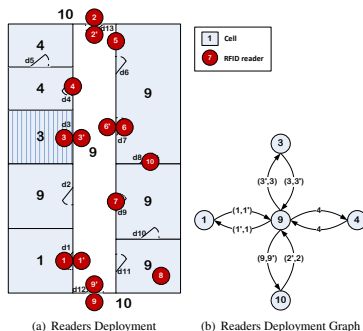 10
2
2'
d13
5
4
d5
d6
4
4
d4
9
d3
3
3
3'
6'
6
d7
9
d8
10
9
d2
9
7
d9
d10
1
d1
1
1'
d11
9
8
9'
d12
9
10
1
Cell
7
RFID reader
3
(3',3)
(3,3')
1
(1,1')
(1',1)
9
4
4
4
(9,9')
(2',2)
10
(a) Readers Deployment
(b) Readers Deployment Graph